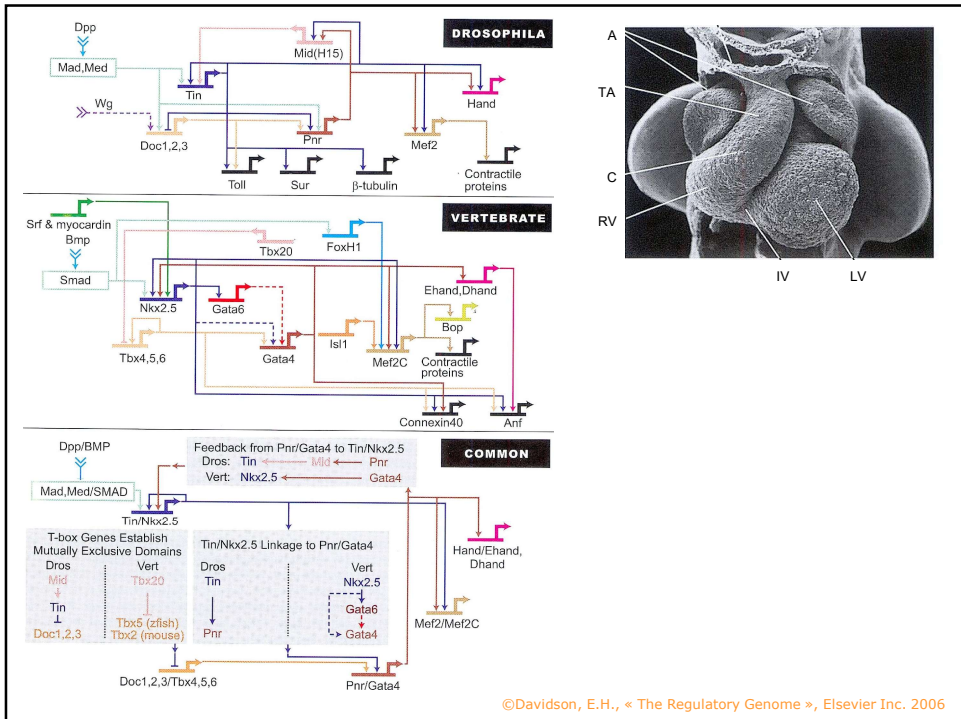 DROSOPHILA
Dpp
Mid(H15)
Mad,Med
Tin
Hand
Wg
Doc1,2,3
Pnr
Mef2
Toll
Sur
β-tubulin
Contractile
proteins
VERTEBRATE
Srf & myocardin
Bmp
FoxH1
Tbx20
Smad
Ehand,Dhand
Nkx2.5
Gata6
Bop
Isl1
Tbx4,5,6
Gata4
Mef2C
Contractile
proteins
Connexin40
Anf
COMMON
Dpp/BMP
Feedback from Pnr/Gata4 to Tin/Nkx2.5
Dros: Tin Mid Pnr
Vert: Nkx2.5 Gata4
Mad,Med/SMAD
Tin/Nkx2.5
T-box Genes Establish
Mutually Exclusive Domains
Dros Vert
Mid Tbx20
Tin
Doc1,2,3
Tbx5 (zfish)
Tbx2 (mouse)
Tin/Nkx2.5 Linkage to Pnr/Gata4
Dros Vert
Tin Nkx2.5
Gata6
Pnr Gata4
Hand/Ehand,
Dhand
Mef2/Mef2C
Doc1,2,3/Tbx4,5,6
Pnr/Gata4
A
TA
C
RV
IV
LV
©Davidson, E.H., « The Regulatory Genome », Elsevier Inc. 2006